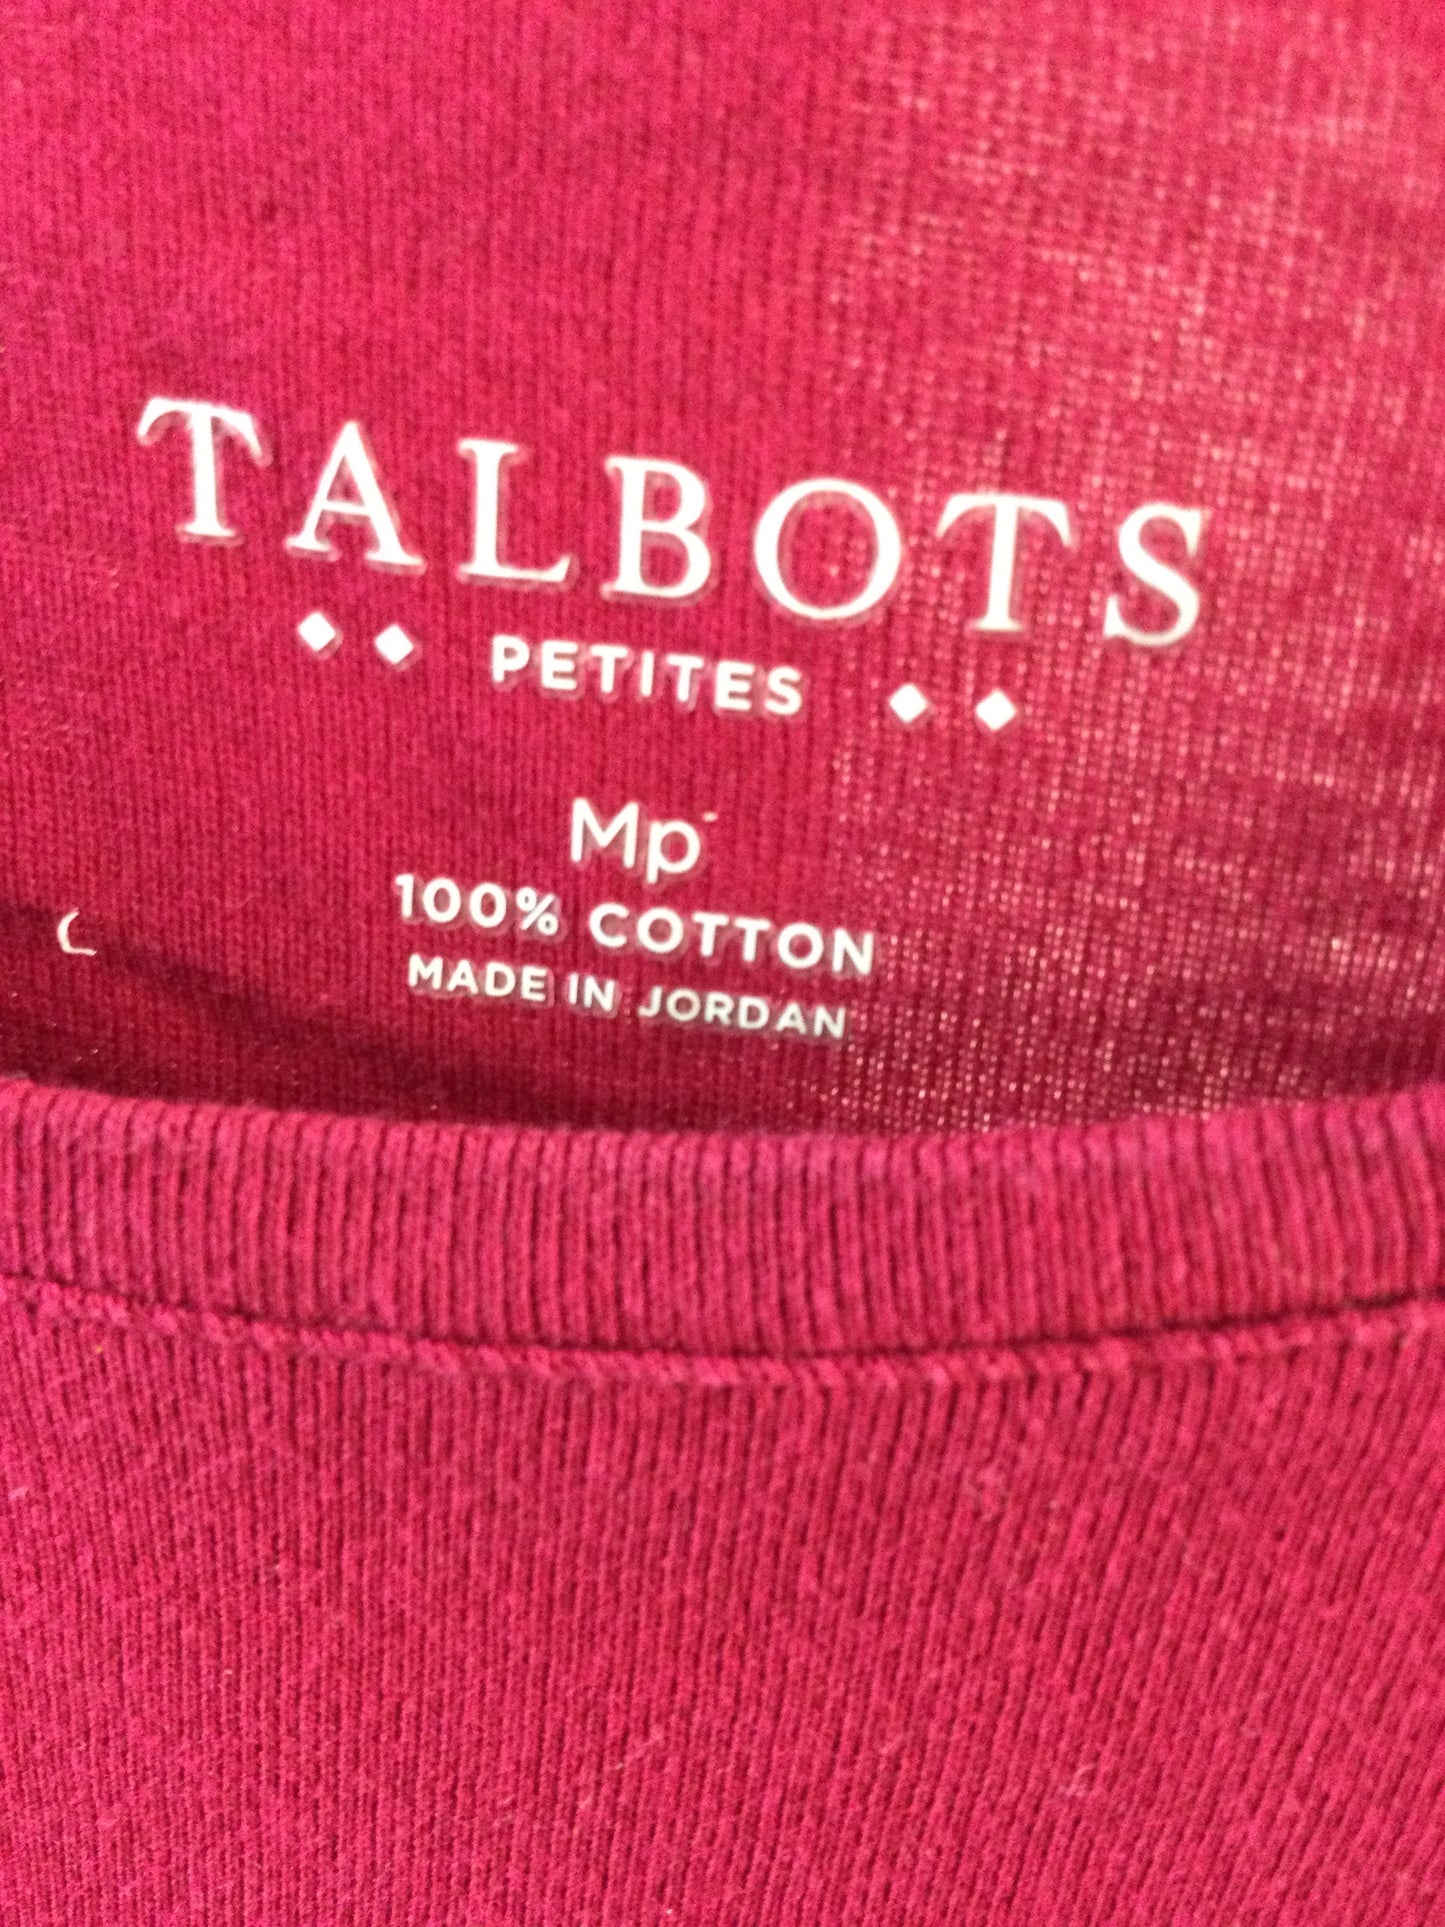 TALBOTS
PETITES
Mp
100% COTTON
MADE IN JORDAN